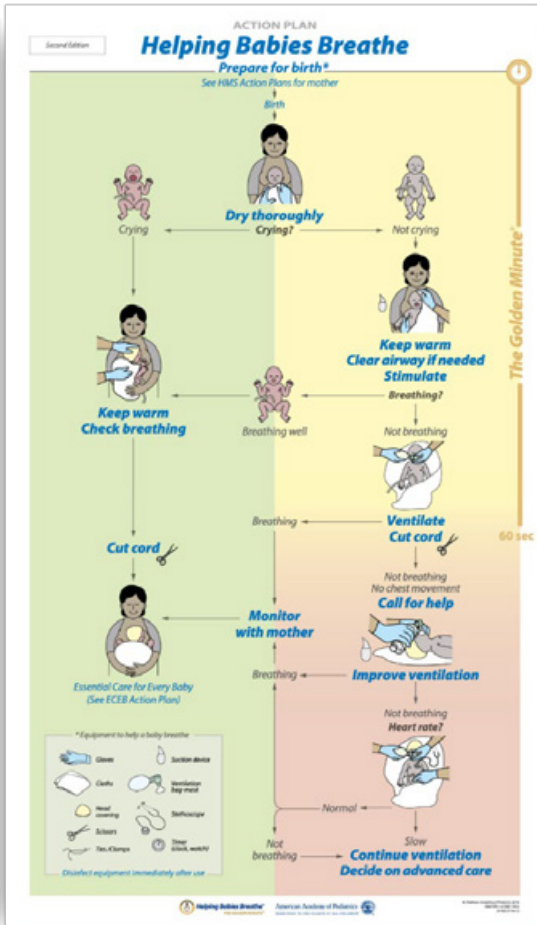 ACTION PLAN
Second Edition
Helping Babies Breathe
Prepare for birth*
See HMS Action Plans for mother
Birth
Dry thoroughly
Crying
Crying?
Not crying
The Golden Minute®
Keep warm
Clear airway if needed
Stimulate
Breathing?
Keep warm
Check breathing
Breathing well
Not breathing
Breathing
Ventilate
Cut cord
60 sec
Cut cord
Not breathing
No chest movement
Call for help
Monitor
with mother
Essential Care for Every Baby
(See ECEB Action Plan)
Breathing
Improve ventilation
Not breathing
Heart rate?
* Equipment to help a baby breathe
Gloves
Suction device
Cloths
Ventilation
bag-mask
Head
covering
Stethoscope
Scissors
Ties/Clamps
Timer
(clock, watch)
Disinfect equipment immediately after use
Normal
Not
breathing
Slow
Continue ventilation
Decide on advanced care
Helping Babies Breathe
American Academy of Pediatrics